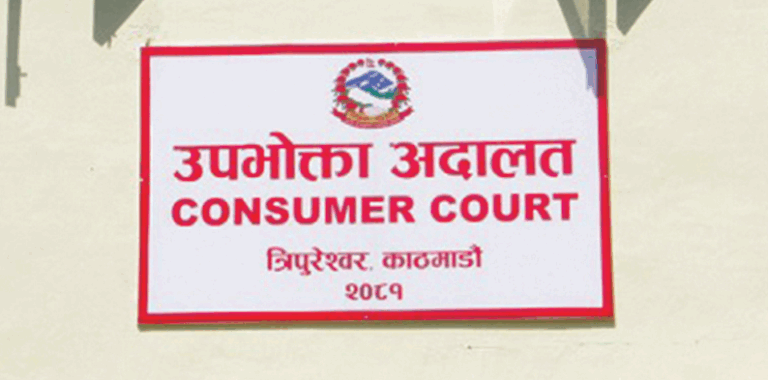 उपभोक्ता अदालत
CONSUMER COURT
त्रिपुरेश्वर, काठमाडौं
२०८१